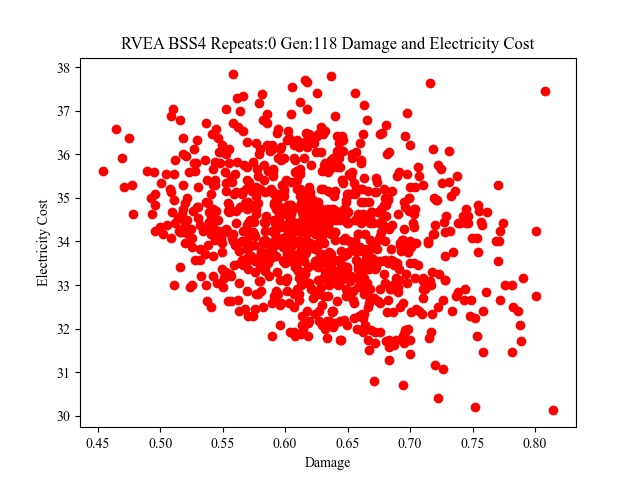 RVEA BSS4 Repeats:0 Gen:118 Damage and Electricity Cost
38
37
36
35
34
33
32
31
30
Electricity Cost
0.45 0.50 0.55 0.60 0.65 0.70 0.75 0.80
Damage